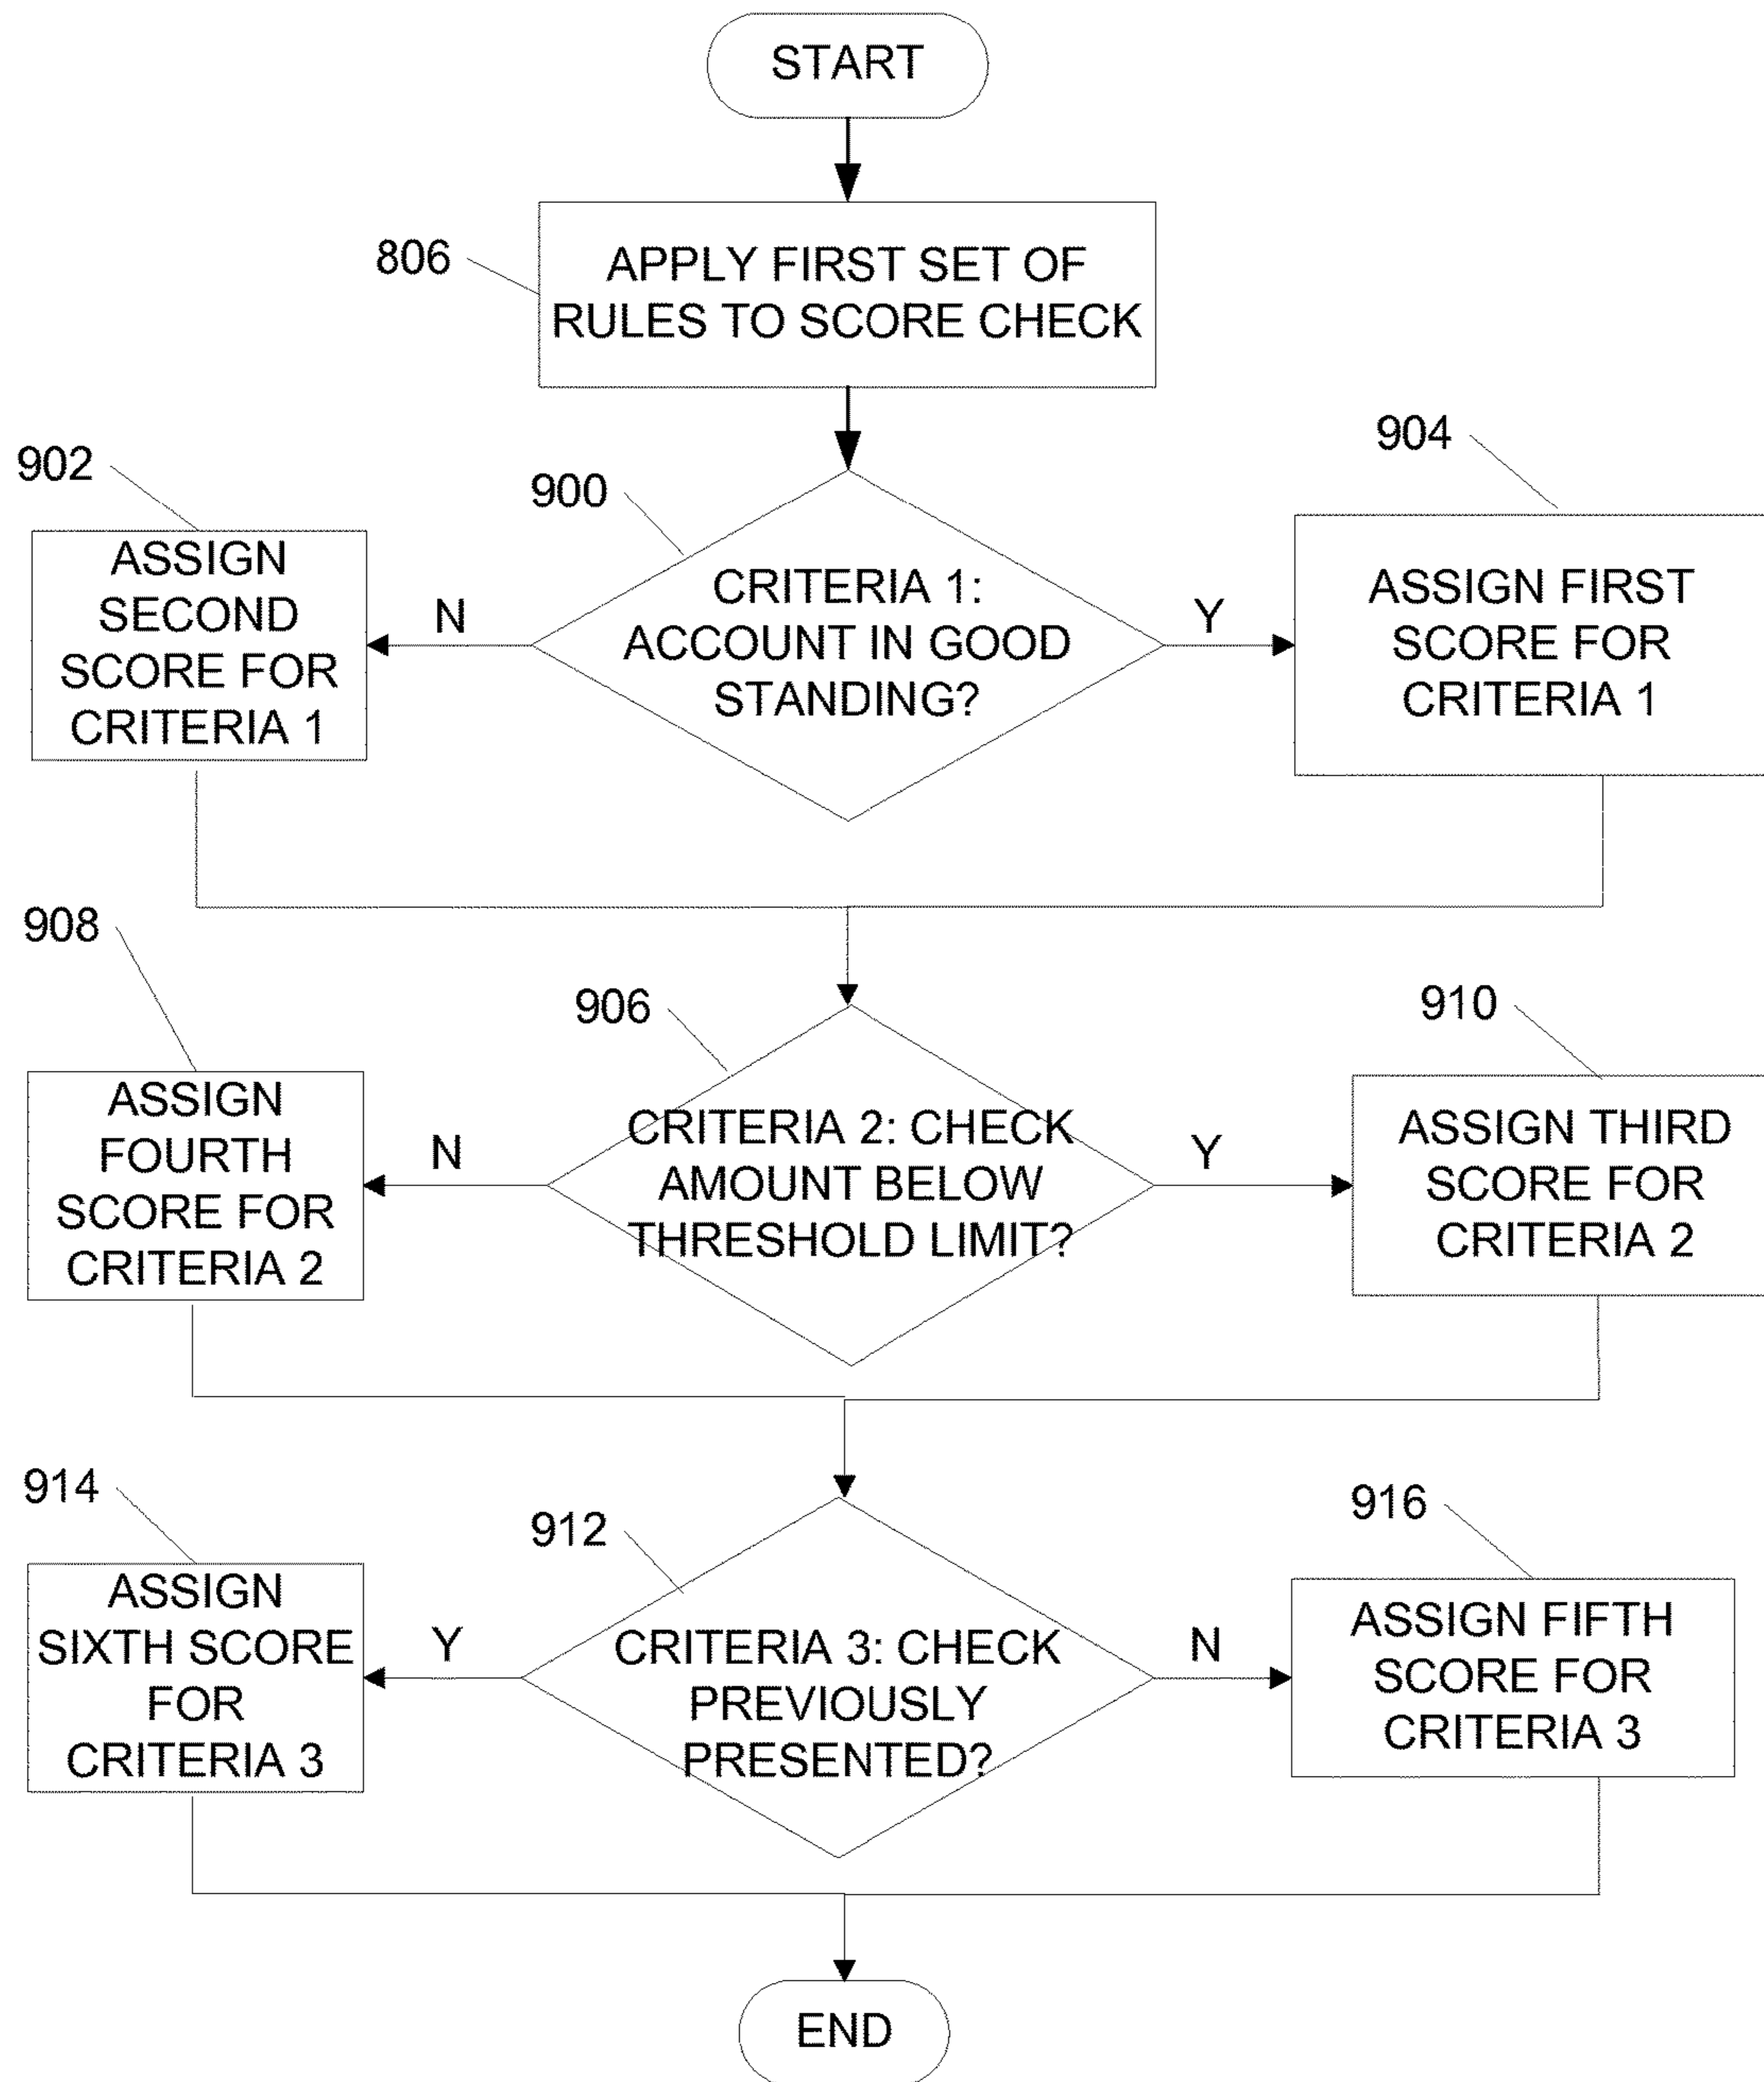 START
806
APPLY FIRST SET OF
RULES TO SCORE CHECK
902
900
904
ASSIGN
SECOND
SCORE FOR
CRITERIA 1
N
CRITERIA 1:
ACCOUNT IN GOOD
STANDING?
Y
ASSIGN FIRST
SCORE FOR
CRITERIA 1
908
906
910
ASSIGN
FOURTH
SCORE FOR
CRITERIA 2
N
CRITERIA 2: CHECK
AMOUNT BELOW
THRESHOLD LIMIT?
Y
ASSIGN THIRD
SCORE FOR
CRITERIA 2
914
912
916
ASSIGN
SIXTH SCORE
FOR
CRITERIA 3
Y
CRITERIA 3: CHECK
PREVIOUSLY
PRESENTED?
N
ASSIGN FIFTH
SCORE FOR
CRITERIA 3
END